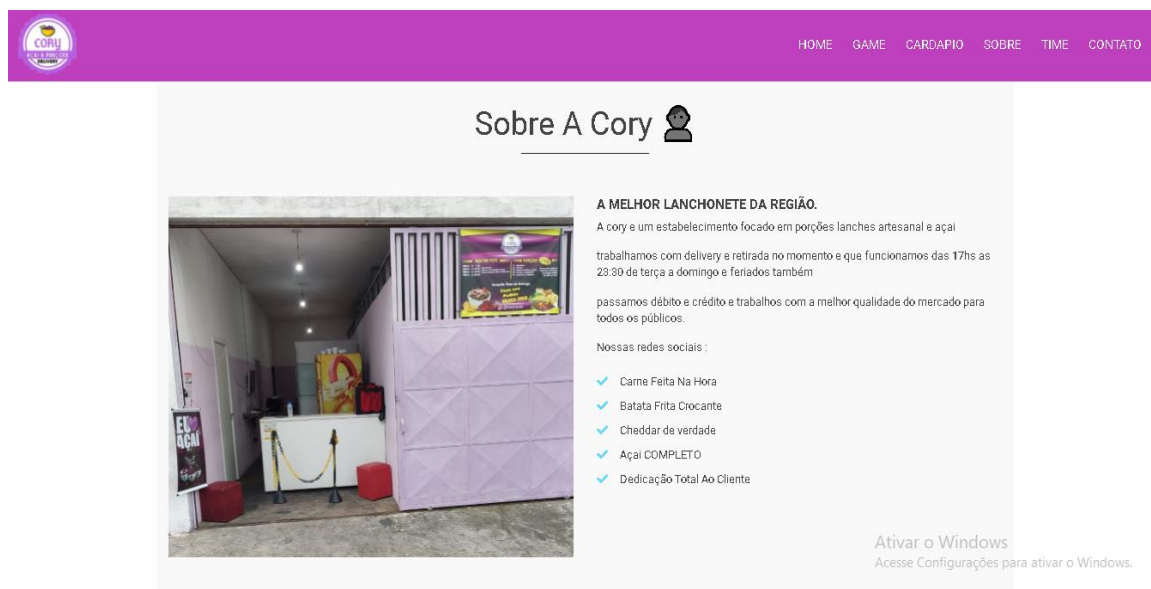 CORY
DELIVERY
HOME GAME CARDAPIO SOBRE TIME CONTATO
Sobre A Cory
A MELHOR LANCHONETE DA REGIÃO.
A cory e um estabelecimento focado em porções lanches artesanal e açai
trabalhamos com delivery e retirada no momento e que funcionamos das 17hs as
23:30 de terça a domingo e feriados também
passamos débito e crédito e trabalhos com a melhor qualidade do mercado para
todos os públicos.
Nossas redes sociais :
Carne Feita Na Hora
Batata Frita Crocante
Cheddar de verdade
Açai COMPLETO
Dedicação Total Ao Cliente
EU
AÇAÍ
Ativar o Windows
Acesse Configurações para ativar o Windows.